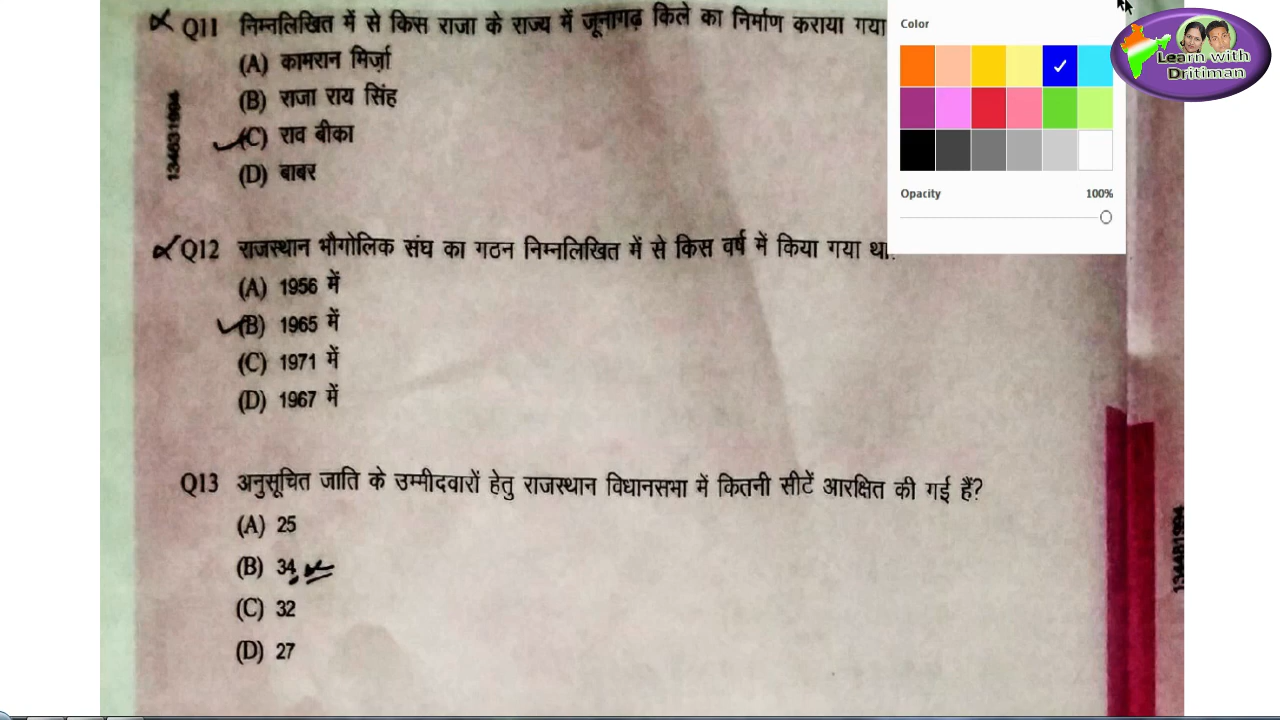 Q11 निम्नलिखित में से किस राजा के राज्य में जूनागढ़ किले का निर्माण कराया गया
(A) कामरान मिर्ज़ा
(B) राजा राय सिंह
(C) राव बीका
(D) बाबर
Q12 राजस्थान भौगोलिक संघ का गठन निम्नलिखित में से किस वर्ष में किया गया था?
(A) 1956 में
(B) 1965 में
(C) 1971 में
(D) 1967 में
Q13 अनुसूचित जाति के उम्मीदवारों हेतु राजस्थान विधानसभा में कितनी सीटें आरक्षित की गई हैं?
(A) 25
(B) 34
(C) 32
(D) 27
Color
Opacity 100%
Learn with
Dritiman